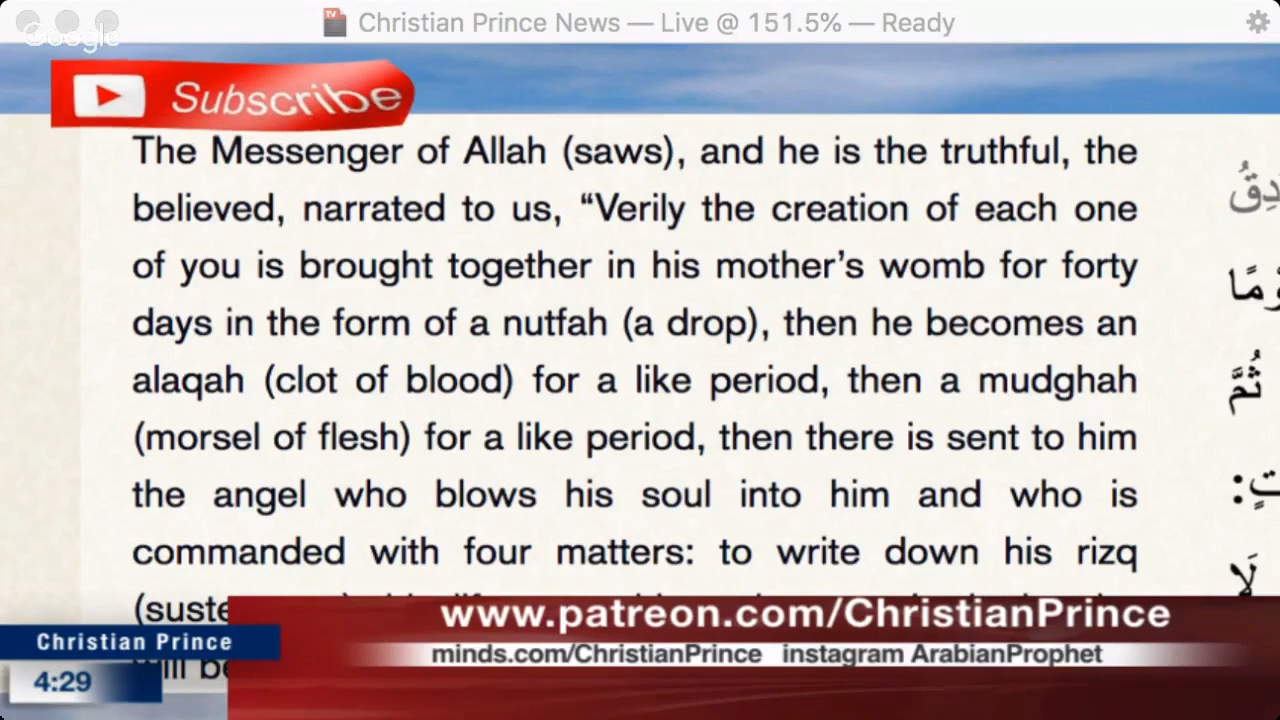 Christian Prince News — Live @ 151.5% — Ready
Google
Subscribe
The Messenger of Allah (saws), and he is the truthful, the
believed, narrated to us, “Verily the creation of each one
of you is brought together in his mother’s womb for forty
days in the form of a nutfah (a drop), then he becomes an
alaqah (clot of blood) for a like period, then a mudghah
(morsel of flesh) for a like period, then there is sent to him
the angel who blows his soul into him and who is
commanded with four matters: to write down his rizq
(suste
will be
ثُمَّ
لَا
www.patreon.com/ChristianPrince
minds.com/ChristianPrince instagram ArabianProphet
Christian Prince
4:29